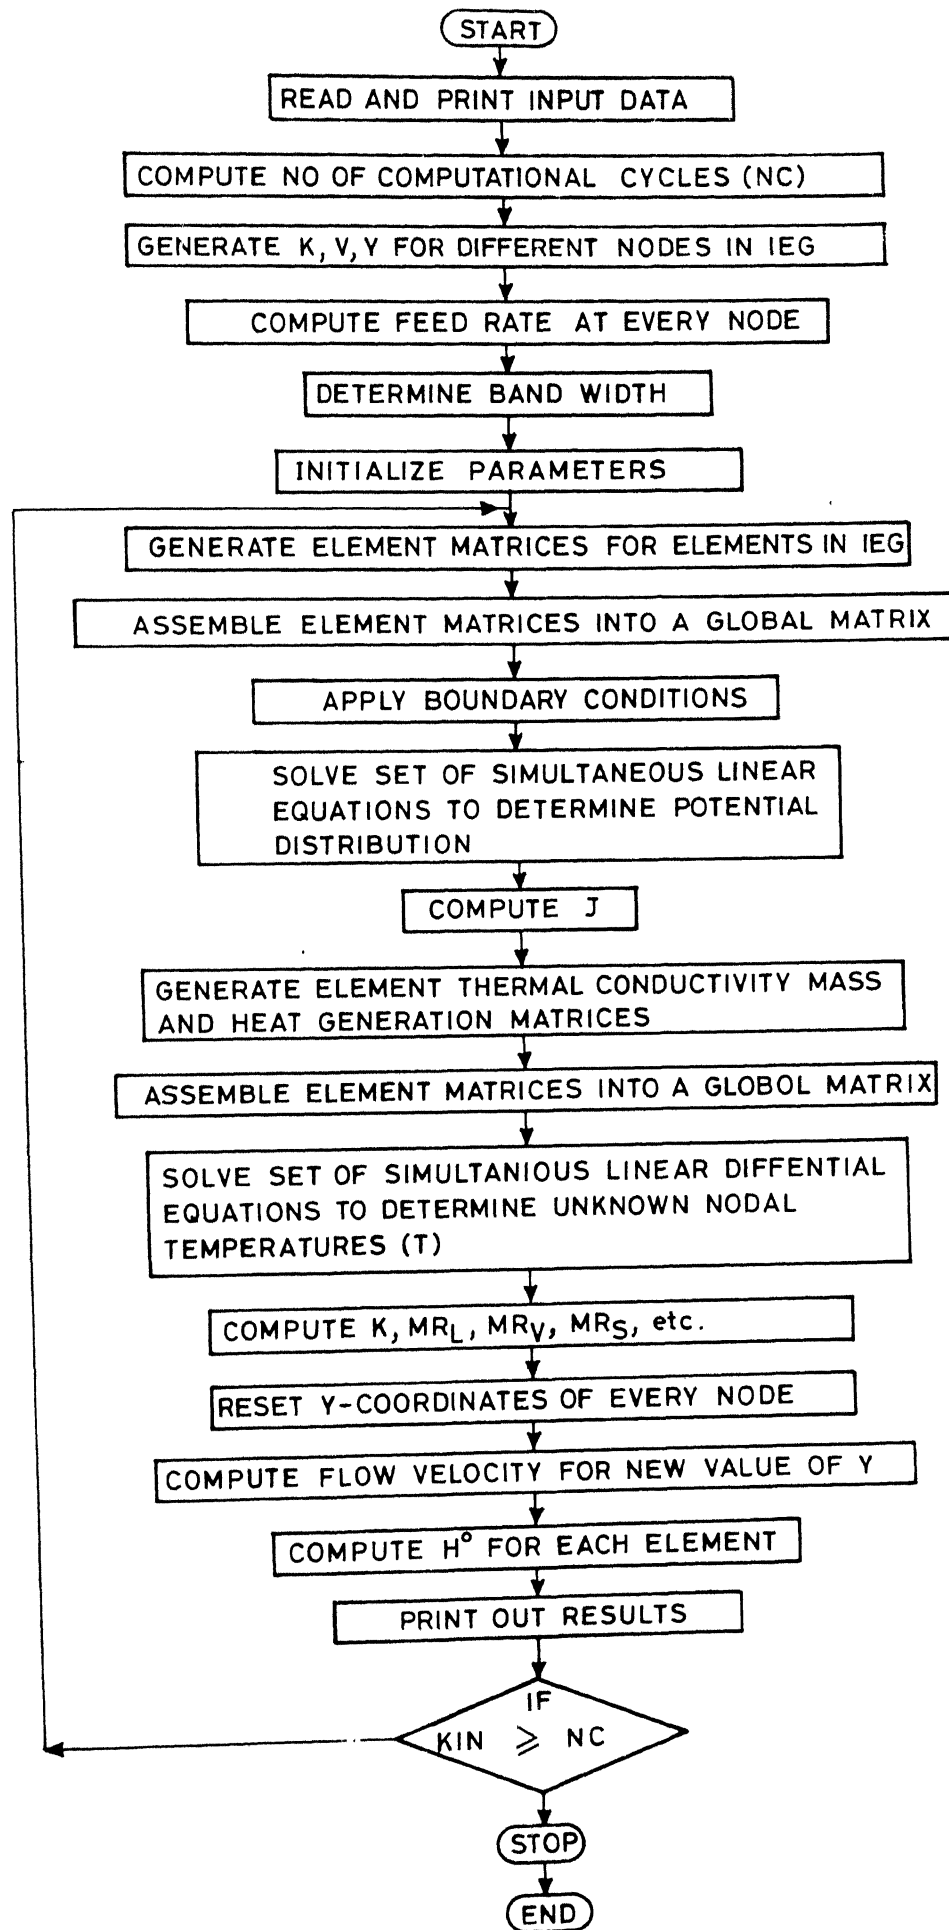 START
READ AND PRINT INPUT DATA
COMPUTE NO OF COMPUTATIONAL CYCLES (NC)
GENERATE K, V, Y FOR DIFFERENT NODES IN IEG
COMPUTE FEED RATE AT EVERY NODE
DETERMINE BAND WIDTH
INITIALIZE PARAMETERS
GENERATE ELEMENT MATRICES FOR ELEMENTS IN IEG
ASSEMBLE ELEMENT MATRICES INTO A GLOBAL MATRIX
APPLY BOUNDARY CONDITIONS
SOLVE SET OF SIMULTANEOUS LINEAR
EQUATIONS TO DETERMINE POTENTIAL
DISTRIBUTION
COMPUTE J
GENERATE ELEMENT THERMAL CONDUCTIVITY MASS
AND HEAT GENERATION MATRICES
ASSEMBLE ELEMENT MATRICES INTO A GLOBOL MATRIX
SOLVE SET OF SIMULTANIOUS LINEAR DIFFENTIAL
EQUATIONS TO DETERMINE UNKNOWN NODAL
TEMPERATURES (T)
COMPUTE K, MRL, MRV, MRS, etc.
RESET Y-COORDINATES OF EVERY NODE
COMPUTE FLOW VELOCITY FOR NEW VALUE OF Y
COMPUTE H° FOR EACH ELEMENT
PRINT OUT RESULTS
IF
KIN ⩾ NC
STOP
END